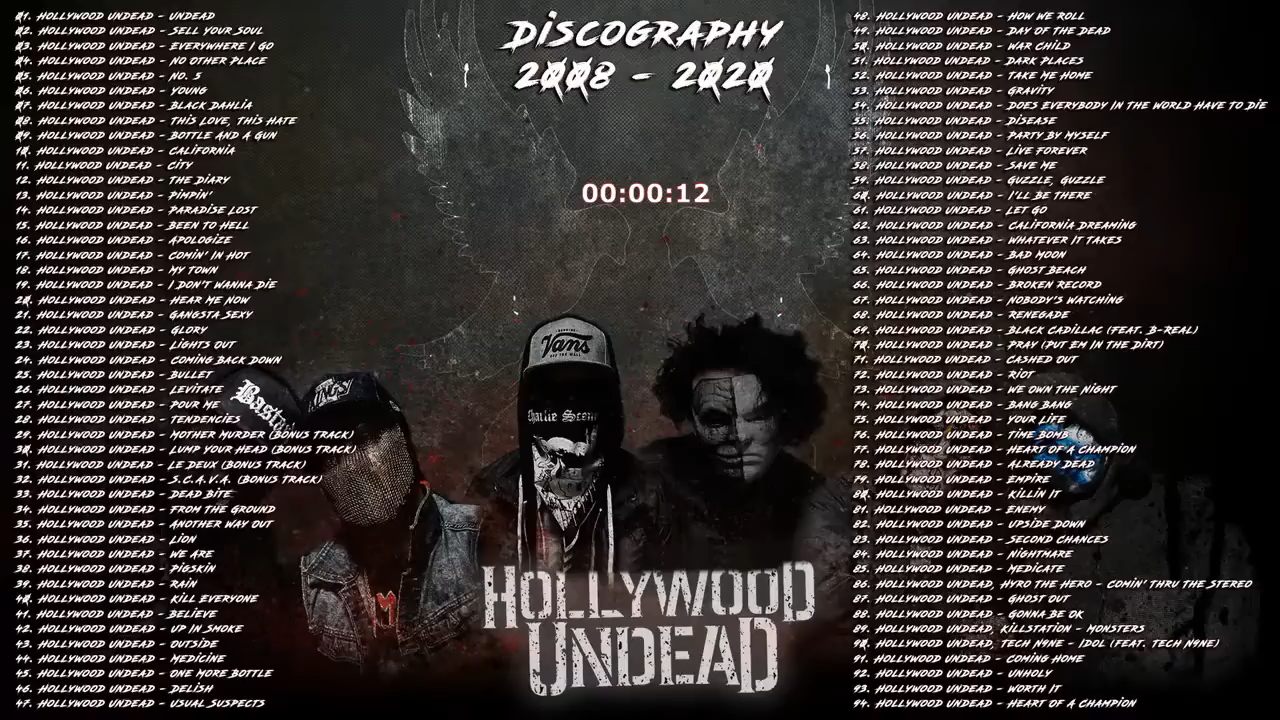 01. HOLLYWOOD UNDEAD - UNDEAD
02. HOLLYWOOD UNDEAD - SELL YOUR SOUL
03. HOLLYWOOD UNDEAD - EVERYWHERE I GO
04. HOLLYWOOD UNDEAD - NO OTHER PLACE
05. HOLLYWOOD UNDEAD - NO. 5
06. HOLLYWOOD UNDEAD - YOUNG
07. HOLLYWOOD UNDEAD - BLACK DAHLIA
08. HOLLYWOOD UNDEAD - THIS LOVE, THIS HATE
09. HOLLYWOOD UNDEAD - BOTTLE AND A GUN
10. HOLLYWOOD UNDEAD - CALIFORNIA
11. HOLLYWOOD UNDEAD - CITY
12. HOLLYWOOD UNDEAD - THE DIARY
13. HOLLYWOOD UNDEAD - PIMPIN'
14. HOLLYWOOD UNDEAD - PARADISE LOST
15. HOLLYWOOD UNDEAD - BEEN TO HELL
16. HOLLYWOOD UNDEAD - APOLOGIZE
17. HOLLYWOOD UNDEAD - COMIN' IN HOT
18. HOLLYWOOD UNDEAD - MY TOWN
19. HOLLYWOOD UNDEAD - I DON'T WANNA DIE
20. HOLLYWOOD UNDEAD - HEAR ME NOW
21. HOLLYWOOD UNDEAD - GANGSTA SEXY
22. HOLLYWOOD UNDEAD - GLORY
23. HOLLYWOOD UNDEAD - LIGHTS OUT
24. HOLLYWOOD UNDEAD - COMING BACK DOWN
25. HOLLYWOOD UNDEAD - BULLET
26. HOLLYWOOD UNDEAD - LEVITATE
27. HOLLYWOOD UNDEAD - POUR ME
28. HOLLYWOOD UNDEAD - TENDENCIES
29. HOLLYWOOD UNDEAD - MOTHER MURDER (BONUS TRACK)
30. HOLLYWOOD UNDEAD - LUMP YOUR HEAD (BONUS TRACK)
31. HOLLYWOOD UNDEAD - LE DEUX (BONUS TRACK)
32. HOLLYWOOD UNDEAD - S.C.A.V.A. (BONUS TRACK)
33. HOLLYWOOD UNDEAD - DEAD BITE
34. HOLLYWOOD UNDEAD - FROM THE GROUND
35. HOLLYWOOD UNDEAD - ANOTHER WAY OUT
36. HOLLYWOOD UNDEAD - LION
37. HOLLYWOOD UNDEAD - WE ARE
38. HOLLYWOOD UNDEAD - PIGSKIN
39. HOLLYWOOD UNDEAD - RAIN
40. HOLLYWOOD UNDEAD - KILL EVERYONE
41. HOLLYWOOD UNDEAD - BELIEVE
42. HOLLYWOOD UNDEAD - UP IN SMOKE
43. HOLLYWOOD UNDEAD - OUTSIDE
44. HOLLYWOOD UNDEAD - MEDICINE
45. HOLLYWOOD UNDEAD - ONE MORE BOTTLE
46. HOLLYWOOD UNDEAD - DELISH
47. HOLLYWOOD UNDEAD - USUAL SUSPECTS
DISCOGRAPHY
2008 - 2020
00:00:12
Vans
"OFF THE WALL"
Charlie Scene
Basta
KINGS
M
HOLLYWOOD
UNDEAD
48. HOLLYWOOD UNDEAD - HOW WE ROLL
49. HOLLYWOOD UNDEAD - DAY OF THE DEAD
50. HOLLYWOOD UNDEAD - WAR CHILD
51. HOLLYWOOD UNDEAD - DARK PLACES
52. HOLLYWOOD UNDEAD - TAKE ME HOME
53. HOLLYWOOD UNDEAD - GRAVITY
54. HOLLYWOOD UNDEAD - DOES EVERYBODY IN THE WORLD HAVE TO DIE
55. HOLLYWOOD UNDEAD - DISEASE
56. HOLLYWOOD UNDEAD - PARTY BY MYSELF
57. HOLLYWOOD UNDEAD - LIVE FOREVER
58. HOLLYWOOD UNDEAD - SAVE ME
59. HOLLYWOOD UNDEAD - GUZZLE, GUZZLE
60. HOLLYWOOD UNDEAD - I'LL BE THERE
61. HOLLYWOOD UNDEAD - LET GO
62. HOLLYWOOD UNDEAD - CALIFORNIA DREAMING
63. HOLLYWOOD UNDEAD - WHATEVER IT TAKES
64. HOLLYWOOD UNDEAD - BAD MOON
65. HOLLYWOOD UNDEAD - GHOST BEACH
66. HOLLYWOOD UNDEAD - BROKEN RECORD
67. HOLLYWOOD UNDEAD - NOBODY'S WATCHING
68. HOLLYWOOD UNDEAD - RENEGADE
69. HOLLYWOOD UNDEAD - BLACK CADILLAC (FEAT. B-REAL)
70. HOLLYWOOD UNDEAD - PRAY (PUT EM IN THE DIRT)
71. HOLLYWOOD UNDEAD - CASHED OUT
72. HOLLYWOOD UNDEAD - RIOT
73. HOLLYWOOD UNDEAD - WE OWN THE NIGHT
74. HOLLYWOOD UNDEAD - BANG BANG
75. HOLLYWOOD UNDEAD - YOUR LIFE
76. HOLLYWOOD UNDEAD - TIME BOMB
77. HOLLYWOOD UNDEAD - HEART OF A CHAMPION
78. HOLLYWOOD UNDEAD - ALREADY DEAD
79. HOLLYWOOD UNDEAD - EMPIRE
80. HOLLYWOOD UNDEAD - KILLIN IT
81. HOLLYWOOD UNDEAD - ENEMY
82. HOLLYWOOD UNDEAD - UPSIDE DOWN
83. HOLLYWOOD UNDEAD - SECOND CHANCES
84. HOLLYWOOD UNDEAD - NIGHTMARE
85. HOLLYWOOD UNDEAD - MEDICATE
86. HOLLYWOOD UNDEAD, HYRO THE HERO - COMIN' THRU THE STEREO
87. HOLLYWOOD UNDEAD - GHOST OUT
88. HOLLYWOOD UNDEAD - GONNA BE OK
89. HOLLYWOOD UNDEAD, KILLSTATION - MONSTERS
90. HOLLYWOOD UNDEAD, TECH N9NE - IDOL (FEAT. TECH N9NE)
91. HOLLYWOOD UNDEAD - COMING HOME
92. HOLLYWOOD UNDEAD - UNHOLY
93. HOLLYWOOD UNDEAD - WORTH IT
94. HOLLYWOOD UNDEAD - HEART OF A CHAMPION